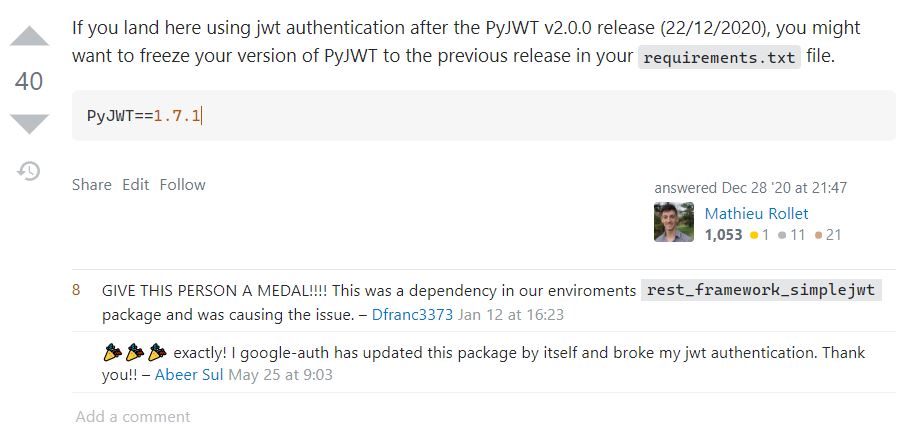 If you land here using jwt authentication after the PyJWT v2.0.0 release (22/12/2020), you might
want to freeze your version of PyJWT to the previous release in your requirements.txt file.
40
PyJWT==1.7.1
Share Edit Follow
answered Dec 28 '20 at 21:47
Mathieu Rollet
1,053 1 11 21
8 GIVE THIS PERSON A MEDAL!!!! This was a dependency in our enviroments rest_framework_simplejwt
package and was causing the issue. – Dfranc3373 Jan 12 at 16:23
🎉🎉🎉 exactly! I google-auth has updated this package by itself and broke my jwt authentication. Thank
you!! – Abeer Sul May 25 at 9:03
Add a comment